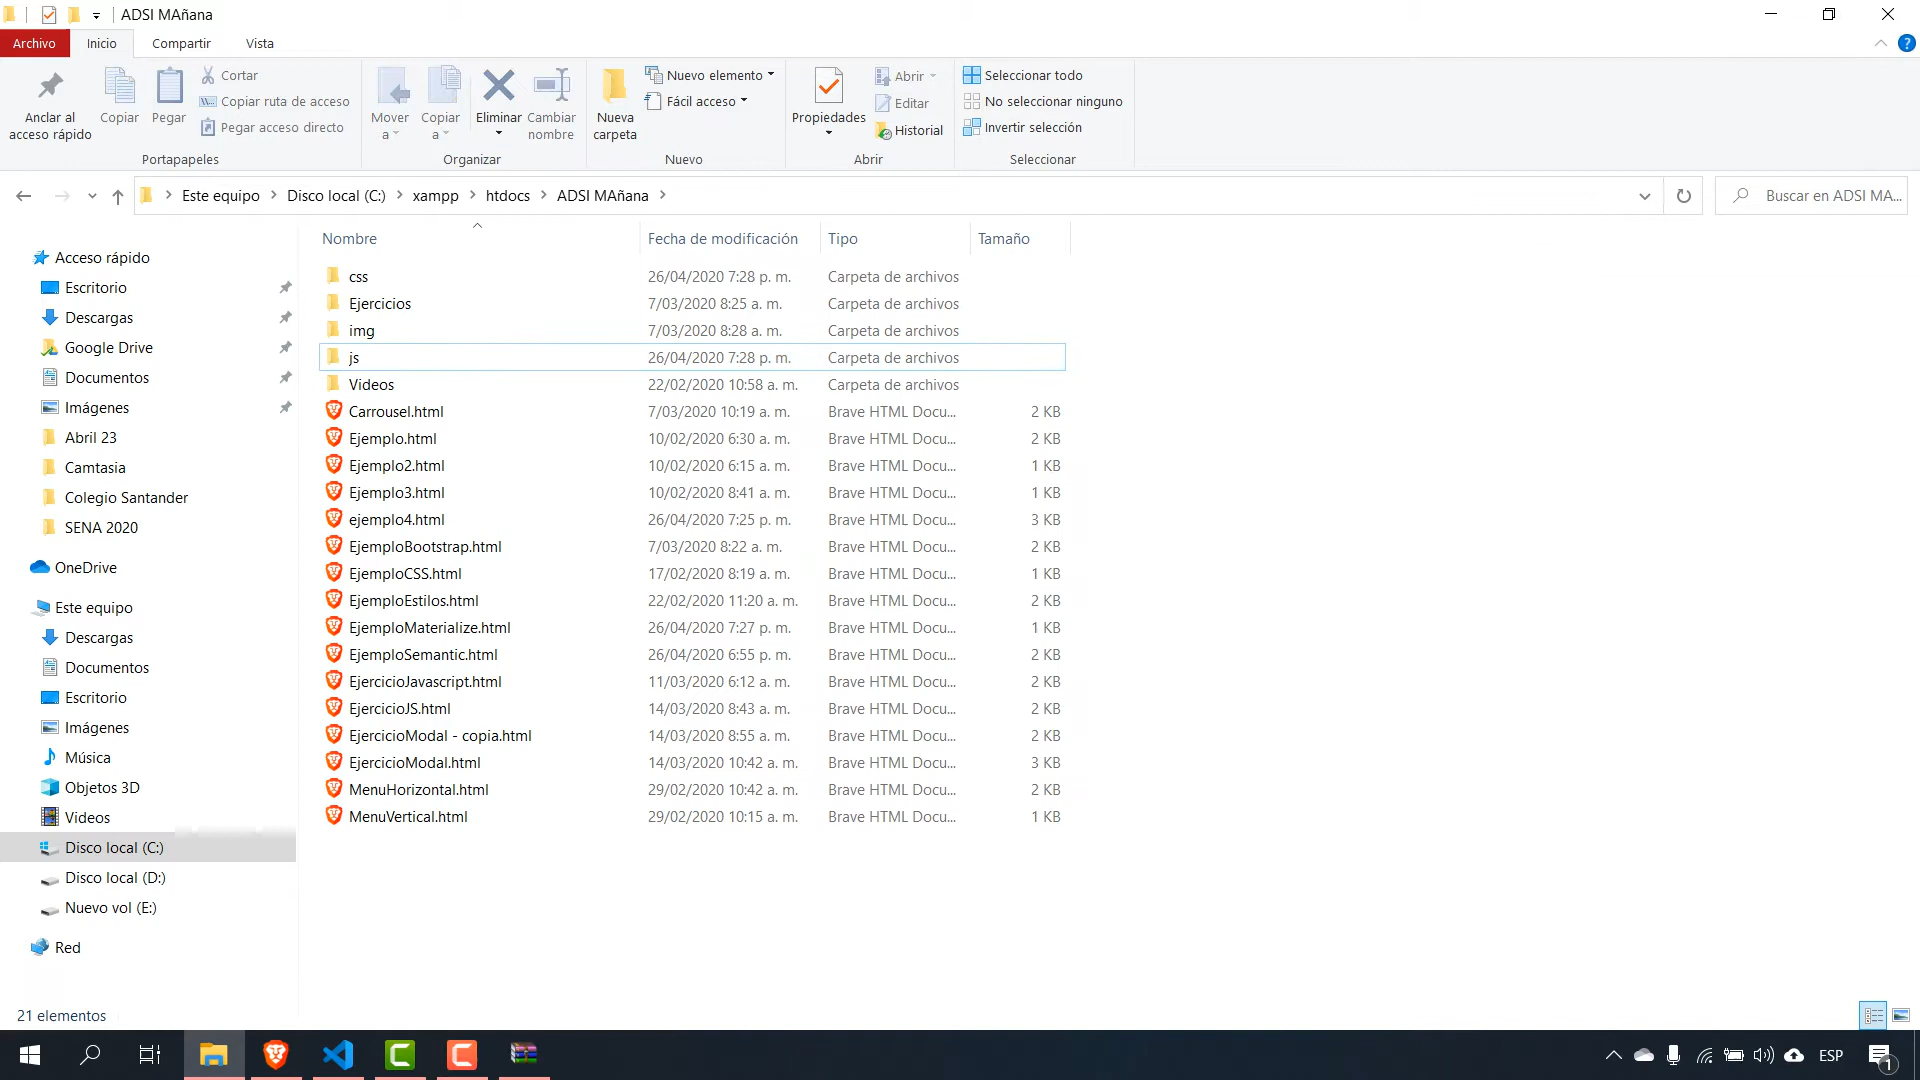 ADSI MAñana
Archivo Inicio Compartir Vista
Anclar al acceso rápido
Copiar
Pegar
Cortar
Copiar ruta de acceso
Pegar acceso directo
Portapapeles
Mover a
Copiar a
Eliminar
Cambiar nombre
Organizar
Nueva carpeta
Nuevo elemento
Fácil acceso
Nuevo
Propiedades
Abrir
Editar
Historial
Abrir
Seleccionar todo
No seleccionar ninguno
Invertir selección
Seleccionar
Este equipo > Disco local (C:) > xampp > htdocs > ADSI MAñana >
Buscar en ADSI MA...
Acceso rápido
Escritorio
Descargas
Google Drive
Documentos
Imágenes
Abril 23
Camtasia
Colegio Santander
SENA 2020
OneDrive
Este equipo
Descargas
Documentos
Escritorio
Imágenes
Música
Objetos 3D
Videos
Disco local (C:)
Disco local (D:)
Nuevo vol (E:)
Red
Nombre Fecha de modificación Tipo Tamaño
css 26/04/2020 7:28 p. m. Carpeta de archivos
Ejercicios 7/03/2020 8:25 a. m. Carpeta de archivos
img 7/03/2020 8:28 a. m. Carpeta de archivos
js 26/04/2020 7:28 p. m. Carpeta de archivos
Videos 22/02/2020 10:58 a. m. Carpeta de archivos
Carrousel.html 7/03/2020 10:19 a. m. Brave HTML Docu... 2 KB
Ejemplo.html 10/02/2020 6:30 a. m. Brave HTML Docu... 2 KB
Ejemplo2.html 10/02/2020 6:15 a. m. Brave HTML Docu... 1 KB
Ejemplo3.html 10/02/2020 8:41 a. m. Brave HTML Docu... 1 KB
ejemplo4.html 26/04/2020 7:25 p. m. Brave HTML Docu... 3 KB
EjemploBootstrap.html 7/03/2020 8:22 a. m. Brave HTML Docu... 2 KB
EjemploCSS.html 17/02/2020 8:19 a. m. Brave HTML Docu... 1 KB
EjemploEstilos.html 22/02/2020 11:20 a. m. Brave HTML Docu... 2 KB
EjemploMaterialize.html 26/04/2020 7:27 p. m. Brave HTML Docu... 1 KB
EjemploSemantic.html 26/04/2020 6:55 p. m. Brave HTML Docu... 2 KB
EjercicioJavascript.html 11/03/2020 6:12 a. m. Brave HTML Docu... 2 KB
EjercicioJS.html 14/03/2020 8:43 a. m. Brave HTML Docu... 2 KB
EjercicioModal - copia.html 14/03/2020 8:55 a. m. Brave HTML Docu... 2 KB
EjercicioModal.html 14/03/2020 10:42 a. m. Brave HTML Docu... 3 KB
MenuHorizontal.html 29/02/2020 10:42 a. m. Brave HTML Docu... 2 KB
MenuVertical.html 29/02/2020 10:15 a. m. Brave HTML Docu... 1 KB
21 elementos
ESP
1